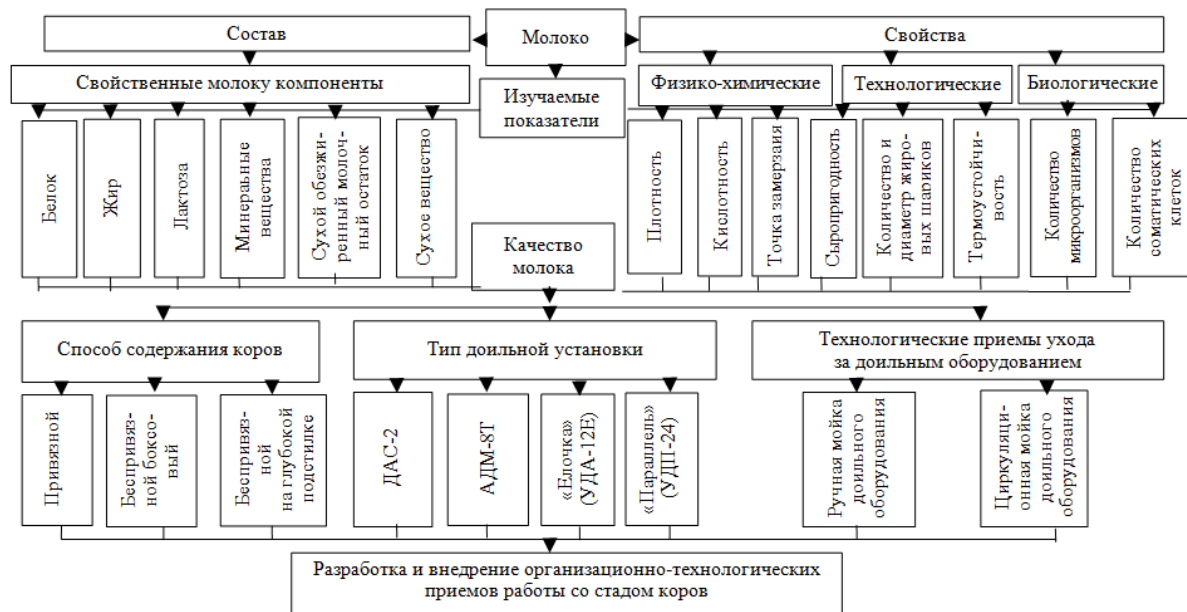 Состав
Молоко
Свойства
Свойственные молоку компоненты
Изучаемые
показатели
Физико-химические
Технологические
Биологические
Белок
Жир
Лактоза
Минераьные
вещества
Сухой обезжи-
ренный молоч-
ный остаток
Сухое вещество
Плотность
Кислотность
Точка замерзаия
Сыропригодность
Количество и
диаметр жиро-
вых шариков
Термоустойчи-
вость
Количество
микроорганизмов
Количество
соматических
клеток
Качество
молока
Способ содержания коров
Тип доильной установки
Технологические приемы ухода
за доильным оборудованием
Привязной
Беспривяз-
ной боксо-
вый
Беспривяз-
ной
на глубокой
подстилке
ДАС-2
АДМ-8Т
«Елочка»
(УДА-12Е)
«Параллель»
(УДП-24)
Ручная мойка
доильного
оборудования
Циркуляци-
онная мойка
доильного
оборудования
Разработка и внедрение организационно-технологических
приемов работы со стадом коров